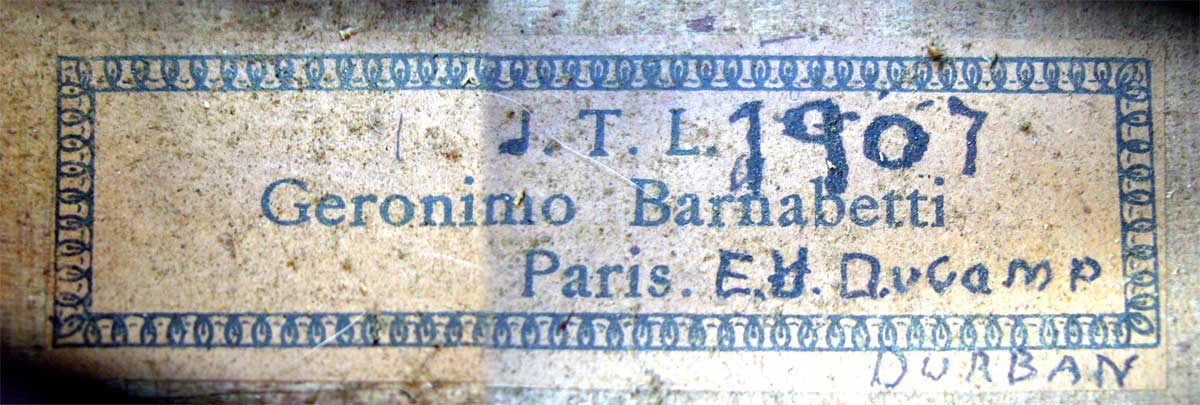 J. T. L. 1907
Geronimo Barnabetti
Paris. E.H. Ducamp
DURBAN